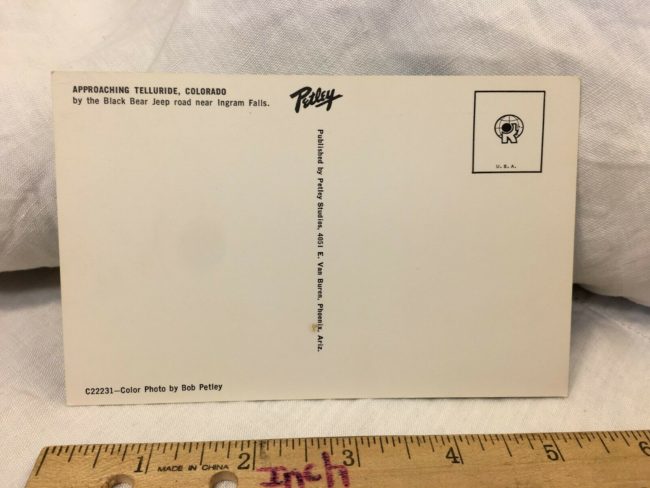 APPROACHING TELLURIDE, COLORADO
by the Black Bear Jeep road near Ingram Falls.
Petley
Published by Petley Studios, 4051 E. Van Buren, Phoenix, Ariz.
K
U.S.A.
C22231—Color Photo by Bob Petley
1 2 3 4 5 6
MADE IN CHINA
Inch